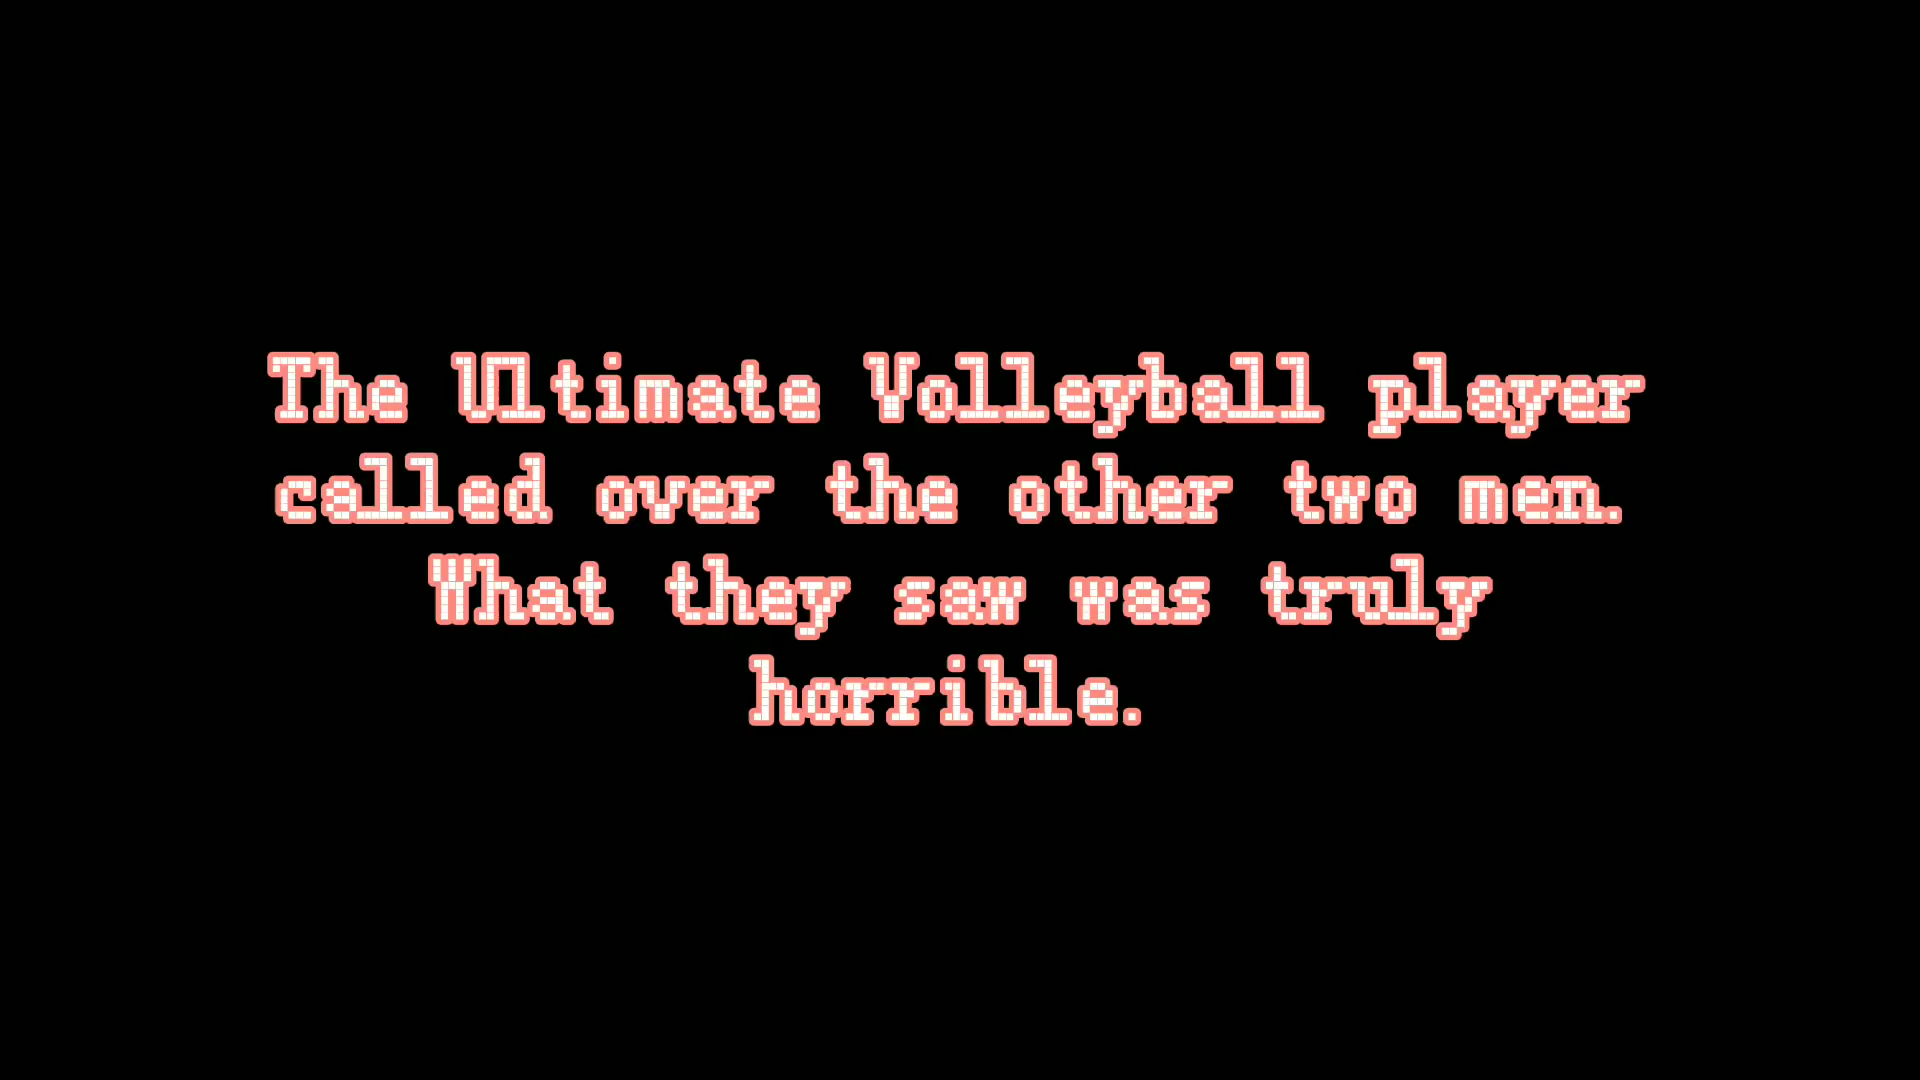 The Ultimate Volleyball player
called over the other two men.
What they saw was truly
horrible.